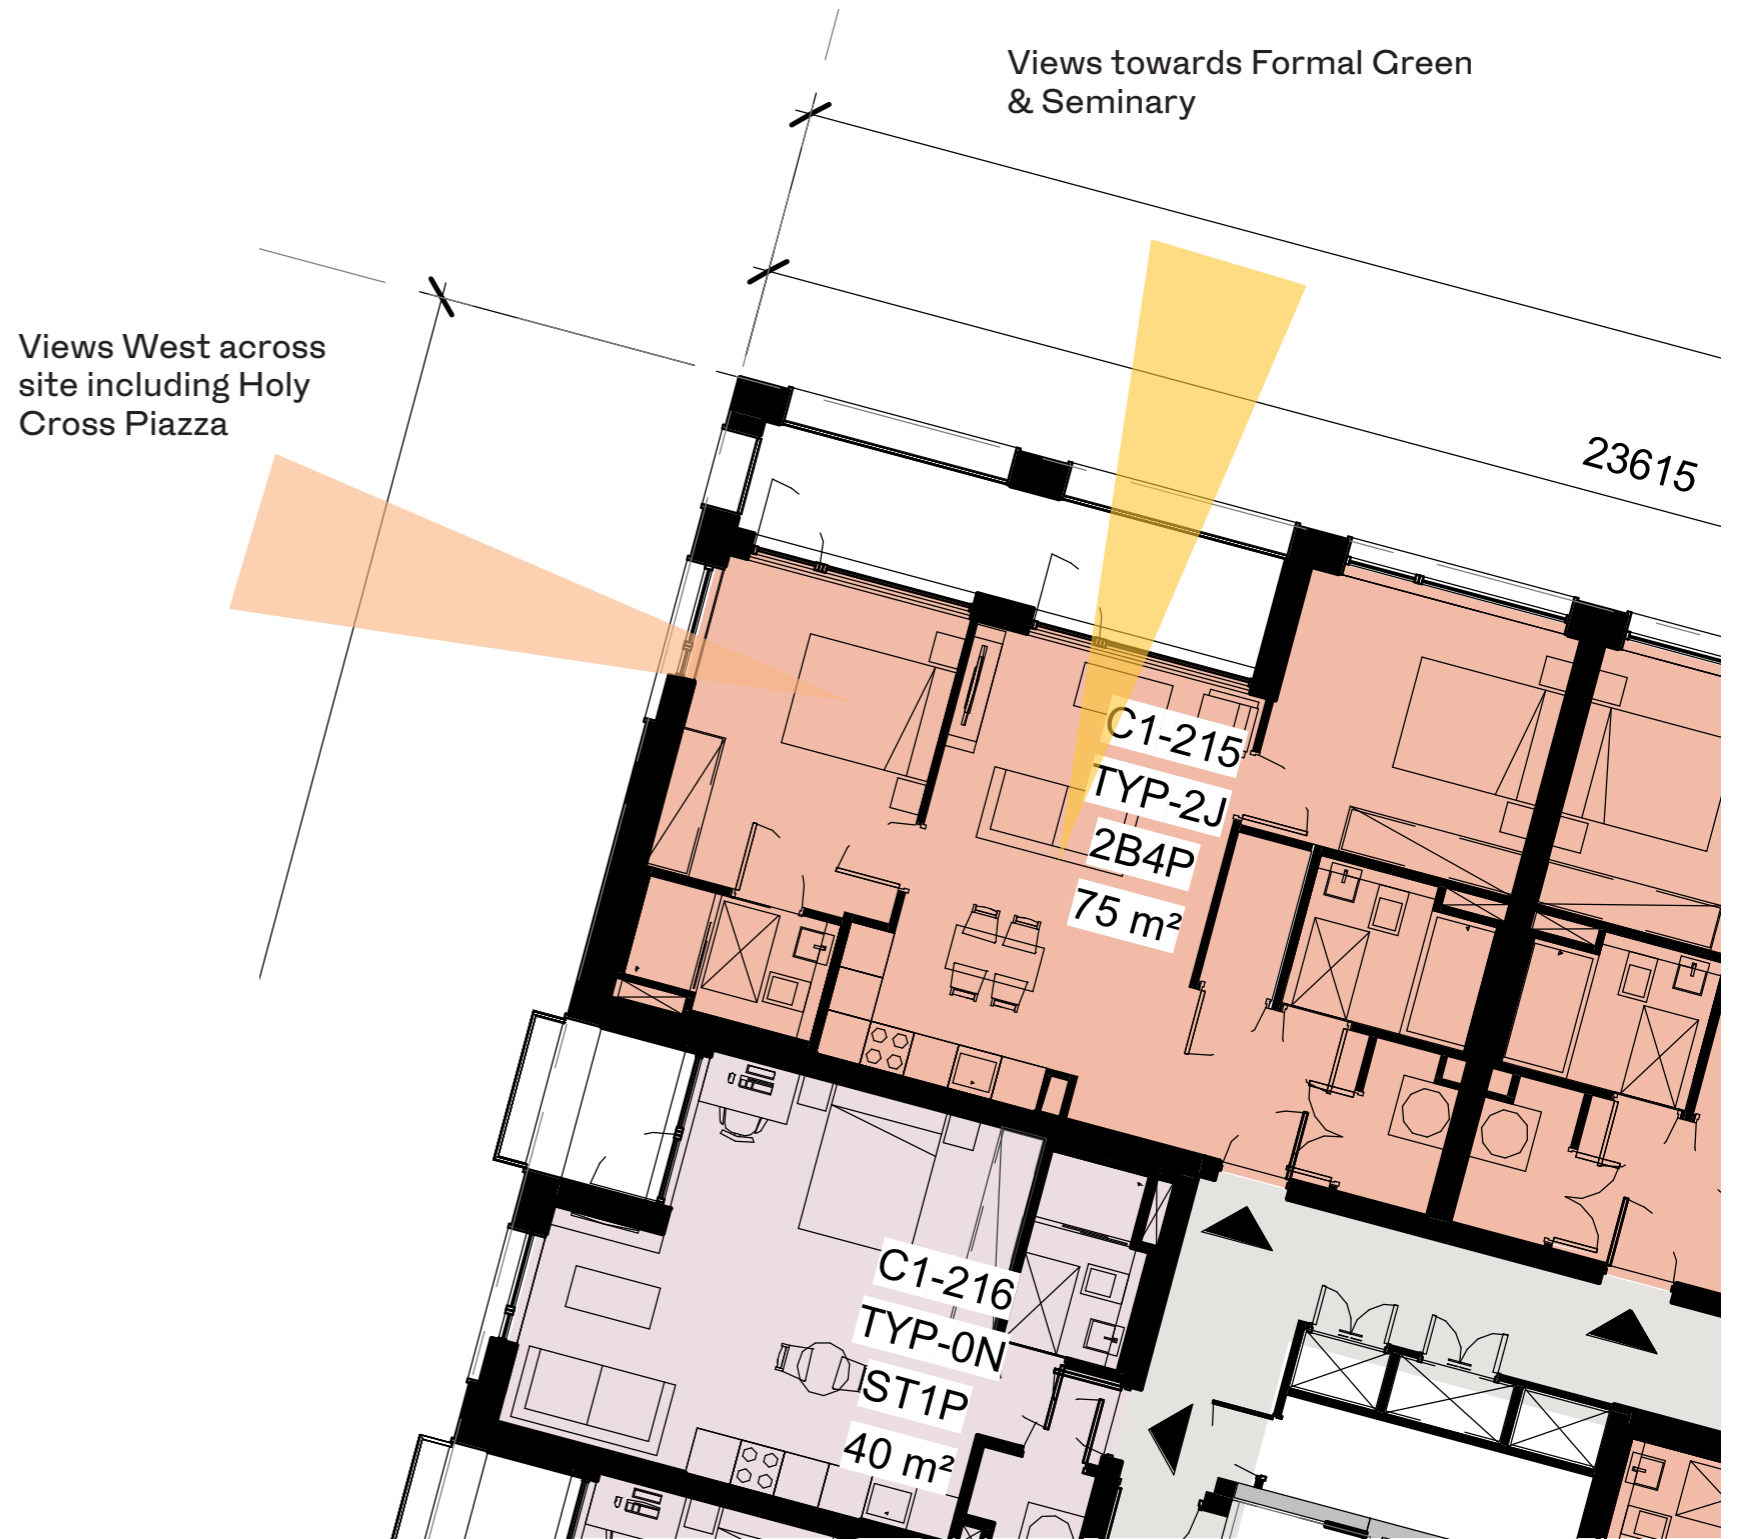 Views towards Formal Green
& Seminary
Views West across
site including Holy
Cross Piazza
23615
C1-215
TYP-2J
2B4P
75 m²
C1-216
TYP-0N
ST1P
40 m²